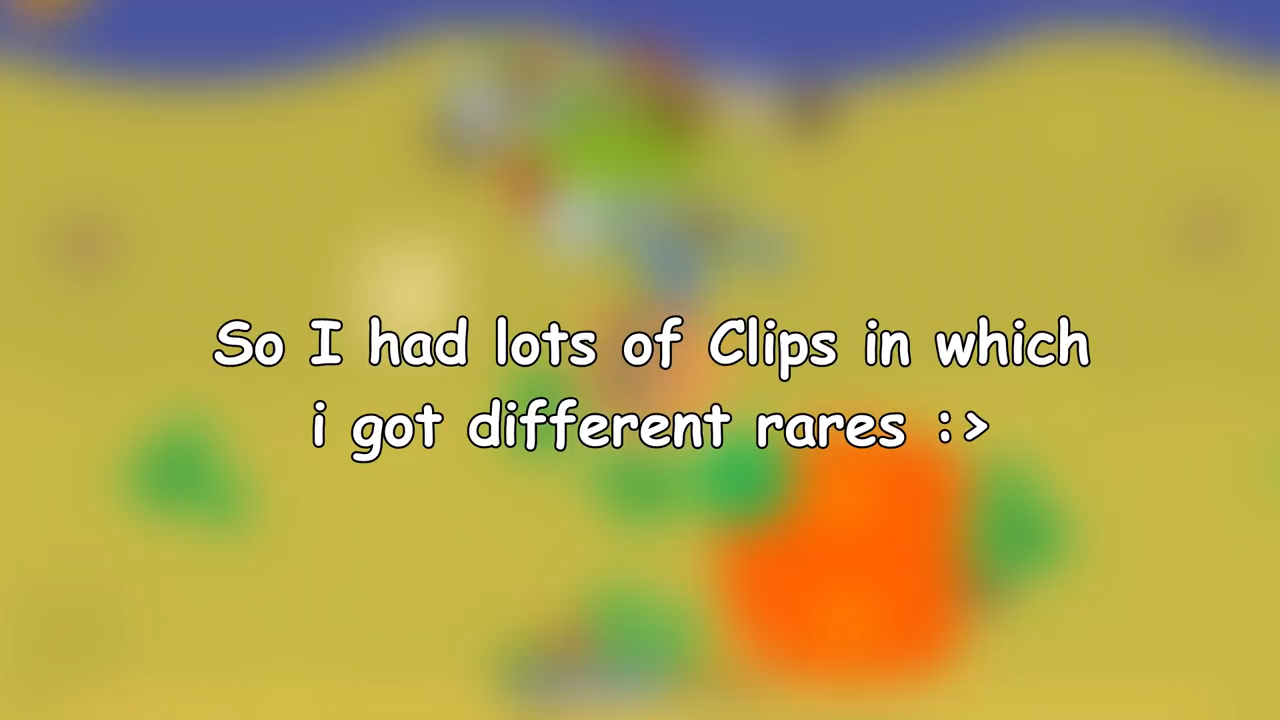 So I had lots of Clips in which
i got different rares :>